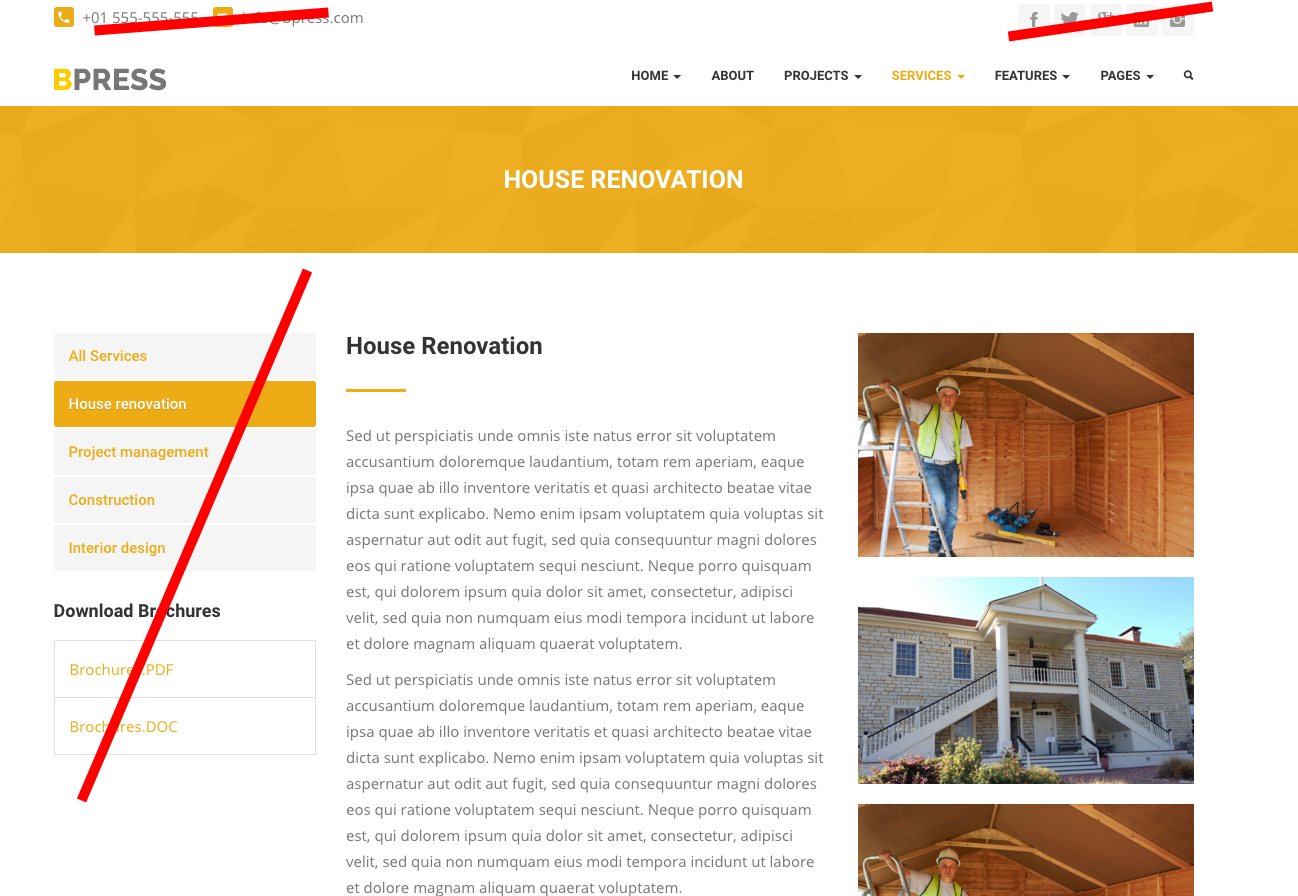 +01 555-555-555 info@bpress.com
BPRESS
HOME ABOUT PROJECTS SERVICES FEATURES PAGES
HOUSE RENOVATION
All Services
House renovation
Project management
Construction
Interior design
Download Brochures
Brochures.PDF
Brochures.DOC
House Renovation
Sed ut perspiciatis unde omnis iste natus error sit voluptatem
accusantium doloremque laudantium, totam rem aperiam, eaque
ipsa quae ab illo inventore veritatis et quasi architecto beatae vitae
dicta sunt explicabo. Nemo enim ipsam voluptatem quia voluptas sit
aspernatur aut odit aut fugit, sed quia consequuntur magni dolores
eos qui ratione voluptatem sequi nesciunt. Neque porro quisquam
est, qui dolorem ipsum quia dolor sit amet, consectetur, adipisci
velit, sed quia non numquam eius modi tempora incidunt ut labore
et dolore magnam aliquam quaerat voluptatem.
Sed ut perspiciatis unde omnis iste natus error sit voluptatem
accusantium doloremque laudantium, totam rem aperiam, eaque
ipsa quae ab illo inventore veritatis et quasi architecto beatae vitae
dicta sunt explicabo. Nemo enim ipsam voluptatem quia voluptas sit
aspernatur aut odit aut fugit, sed quia consequuntur magni dolores
eos qui ratione voluptatem sequi nesciunt. Neque porro quisquam
est, qui dolorem ipsum quia dolor sit amet, consectetur, adipisci
velit, sed quia non numquam eius modi tempora incidunt ut labore
et dolore magnam aliquam quaerat voluptatem.